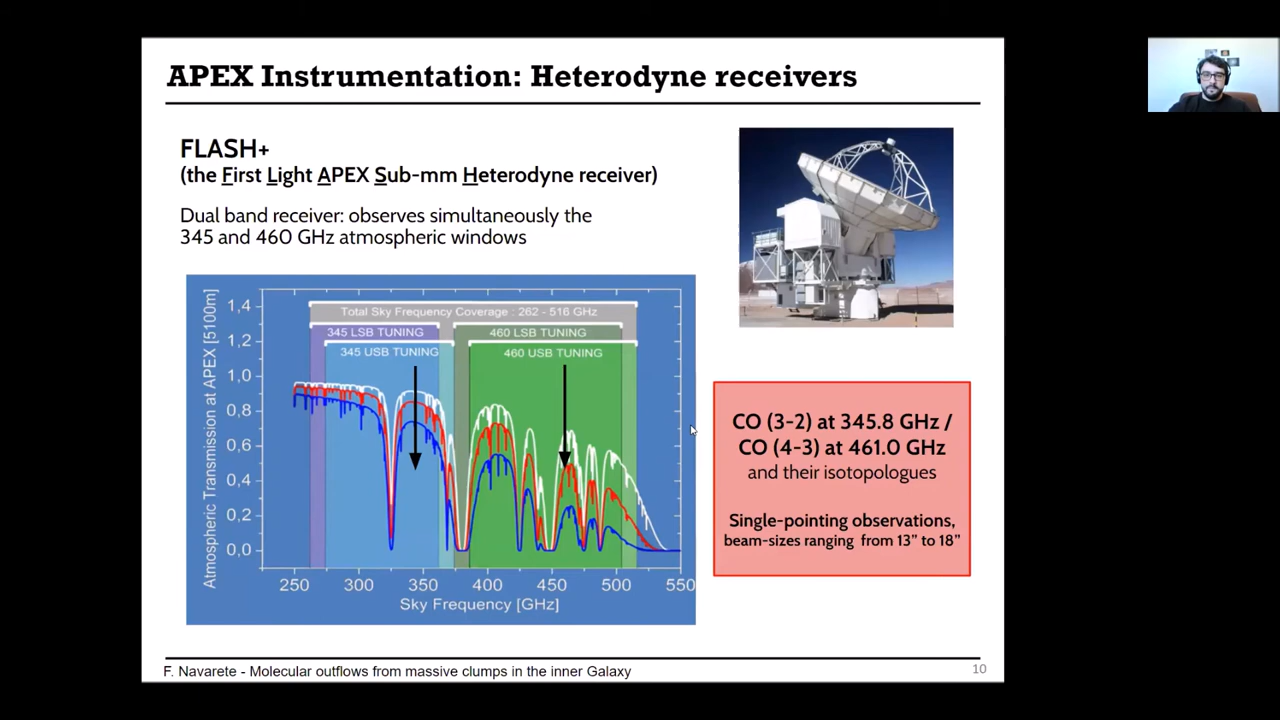 APEX Instrumentation: Heterodyne receivers
FLASH+
(the First Light APEX Sub-mm Heterodyne receiver)
Dual band receiver: observes simultaneously the
345 and 460 GHz atmospheric windows
Atmospheric Transmission at APEX [5100m]
1,4
1,2
1,0
0,8
0,6
0,4
0,2
0,0
Total Sky Frequency Coverage : 262 - 516 GHz
345 LSB TUNING
460 LSB TUNING
345 USB TUNING
460 USB TUNING
250 300 350 400 450 500 550
Sky Frequency [GHz]
CO (3-2) at 345.8 GHz /
CO (4-3) at 461.0 GHz
and their isotopologues
Single-pointing observations,
beam-sizes ranging from 13” to 18”
F. Navarete - Molecular outflows from massive clumps in the inner Galaxy
10